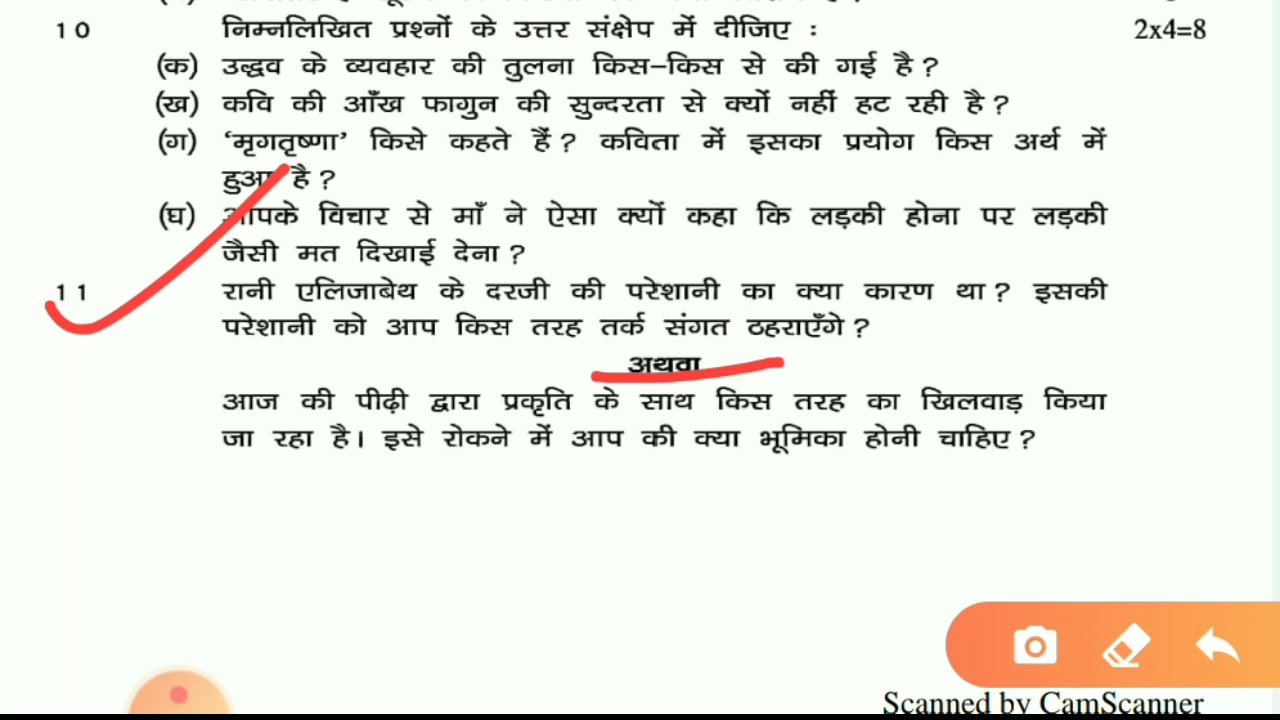 10 निम्नलिखित प्रश्नों के उत्तर संक्षेप में दीजिए : 2x4=8
(क) उद्धव के व्यवहार की तुलना किस–किस से की गई है ?
(ख) कवि की आँख फागुन की सुन्दरता से क्यों नहीं हट रही है ?
(ग) ‘मृगतृष्णा’ किसे कहते हैं ? कविता में इसका प्रयोग किस अर्थ में
हुआ है ?
(घ) आपके विचार से माँ ने ऐसा क्यों कहा कि लड़की होना पर लड़की
जैसी मत दिखाई देना ?
11 रानी एलिजाबेथ के दरजी की परेशानी का क्या कारण था ? इसकी
परेशानी को आप किस तरह तर्क संगत ठहराएँगे ?
अथवा
आज की पीढ़ी द्वारा प्रकृति के साथ किस तरह का खिलवाड़ किया
जा रहा है। इसे रोकने में आप की क्या भूमिका होनी चाहिए ?
Scanned by CamScanner